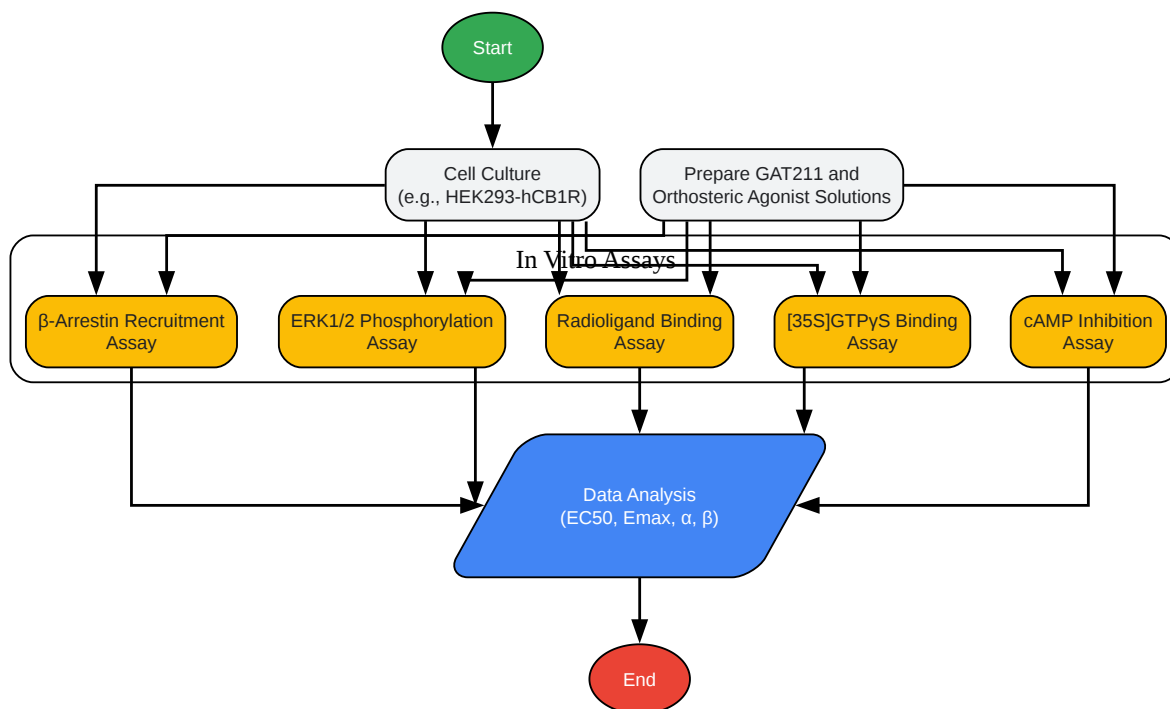 Start
Cell Culture
(e.g., HEK293-hCB1R)
Prepare GAT211 and
Orthosteric Agonist Solutions
In Vitro Assays
β-Arrestin Recruitment
Assay
ERK1/2 Phosphorylation
Assay
Radioligand Binding
Assay
[35S]GTPγS Binding
Assay
cAMP Inhibition
Assay
Data Analysis
(EC50, Emax, α, β)
End